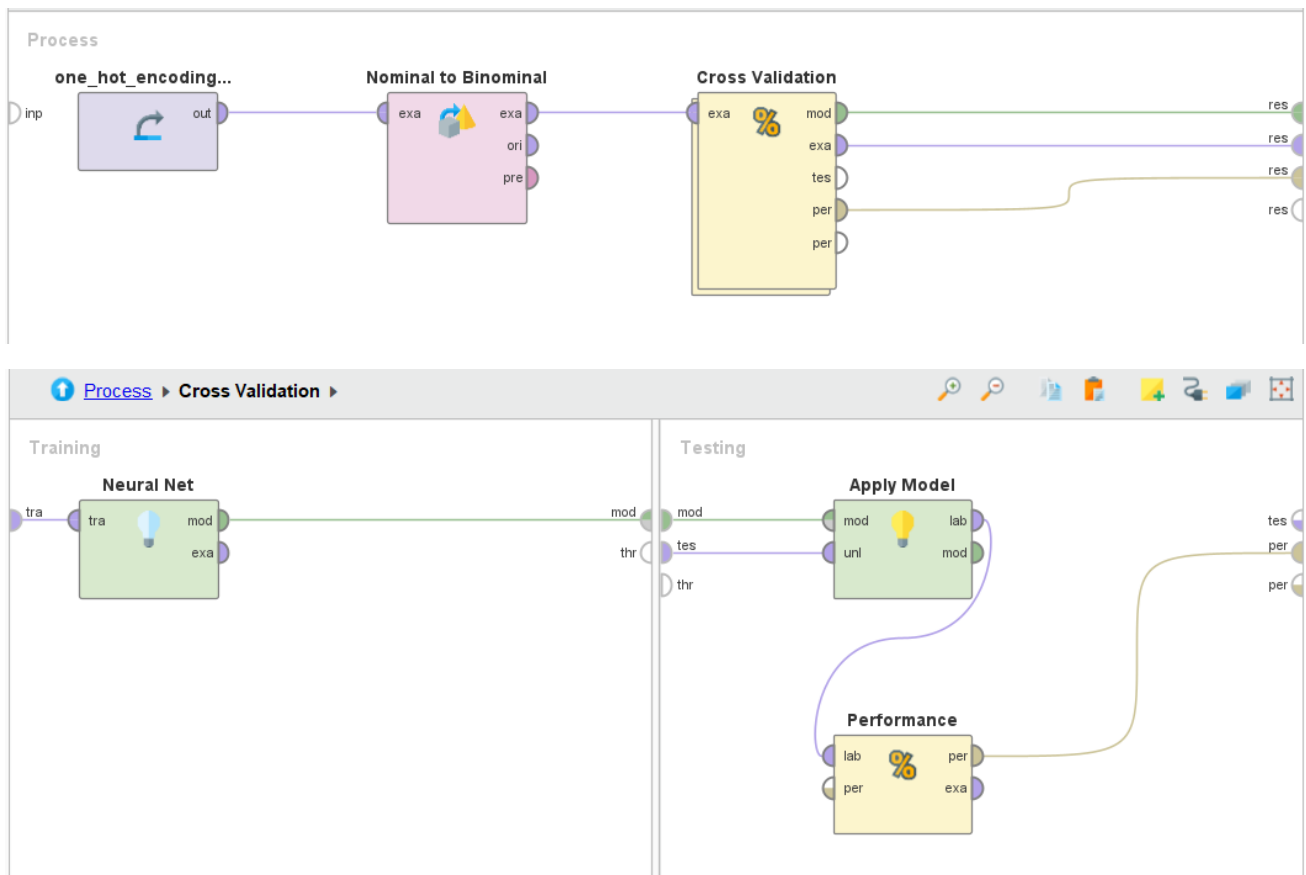 Process
one_hot_encoding...
Nominal to Binominal
Cross Validation
inp
out
exa
exa
ori
pre
exa
mod
exa
tes
per
per
res
res
res
res
Process Cross Validation
Training
Testing
Neural Net
tra
tra
mod
exa
mod
thr
mod
tes
thr
Apply Model
mod
lab
unl
mod
tes
per
per
Performance
lab
per
per
exa